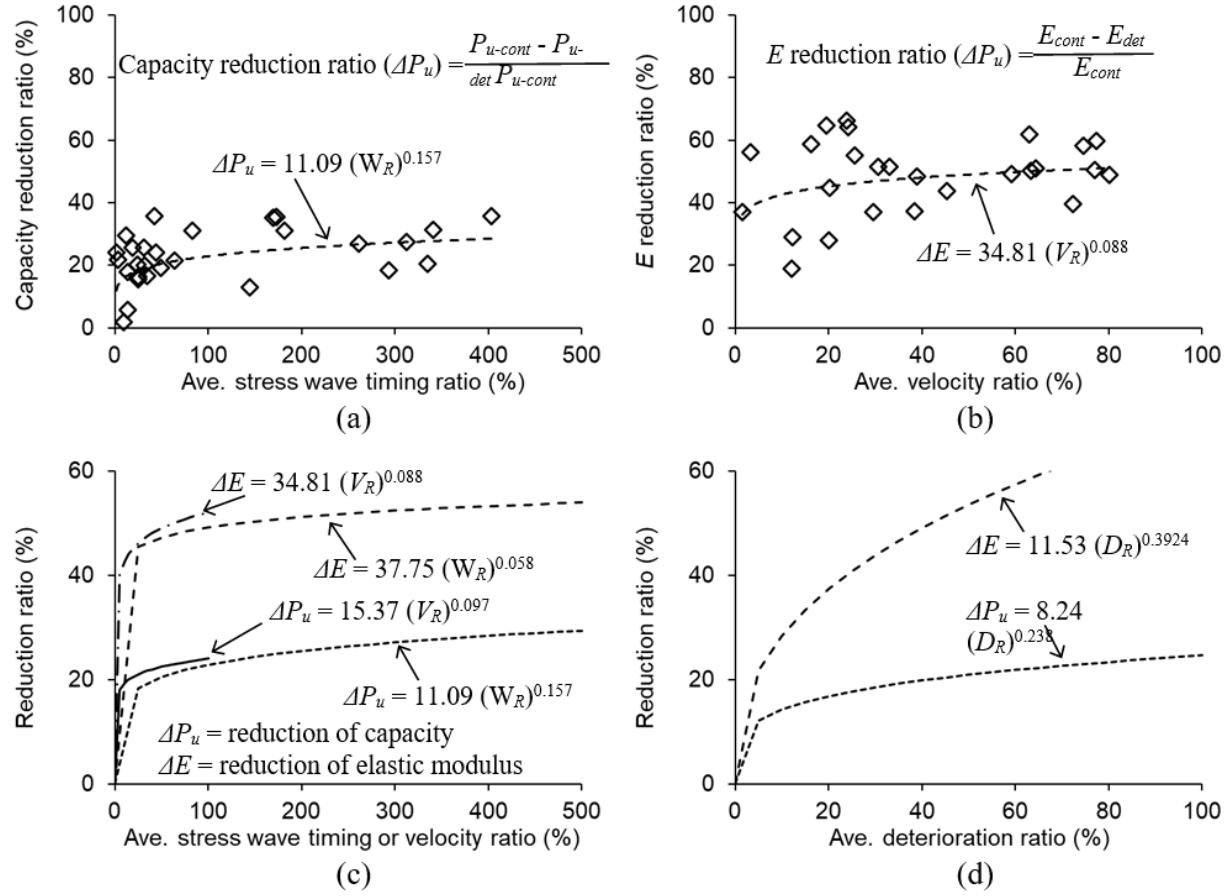 100
80
60
40
20
0
Capacity reduction ratio (%)
Capacity reduction ratio (ΔPu) = Pu-cont - Pu-
det Pu-cont
ΔPu = 11.09 (WR)^0.157
0 100 200 300 400 500
Ave. stress wave timing ratio (%)
(a)
100
80
60
40
20
0
E reduction ratio (%)
E reduction ratio (ΔPu) = Econt - Edet
Econt
ΔE = 34.81 (VR)^0.088
0 20 40 60 80 100
Ave. velocity ratio (%)
(b)
60
40
20
0
Reduction ratio (%)
ΔE = 34.81 (VR)^0.088
ΔE = 37.75 (WR)^0.058
ΔPu = 15.37 (VR)^0.097
ΔPu = 11.09 (WR)^0.157
ΔPu = reduction of capacity
ΔE = reduction of elastic modulus
0 100 200 300 400 500
Ave. stress wave timing or velocity ratio (%)
(c)
60
40
20
0
Reduction ratio (%)
ΔE = 11.53 (DR)^0.3924
ΔPu = 8.24
(DR)^0.238
0 20 40 60 80 100
Ave. deterioration ratio (%)
(d)